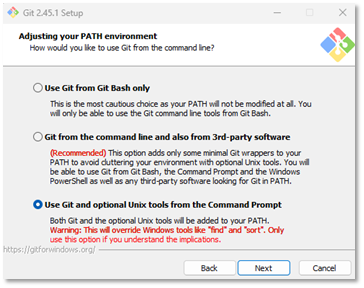 Git 2.45.1 Setup
Adjusting your PATH environment
How would you like to use Git from the command line?
Use Git from Git Bash only
This is the most cautious choice as your PATH will not be modified at all. You will
only be able to use the Git command line tools from Git Bash.
Git from the command line and also from 3rd-party software
(Recommended) This option adds only some minimal Git wrappers to your
PATH to avoid cluttering your environment with optional Unix tools. You will be
able to use Git from Git Bash, the Command Prompt and the Windows
PowerShell as well as any third-party software looking for Git in PATH.
Use Git and optional Unix tools from the Command Prompt
Both Git and the optional Unix tools will be added to your PATH.
Warning: This will override Windows tools like "find" and "sort". Only
use this option if you understand the implications.
https://gitforwindows.org/
Back
Next
Cancel